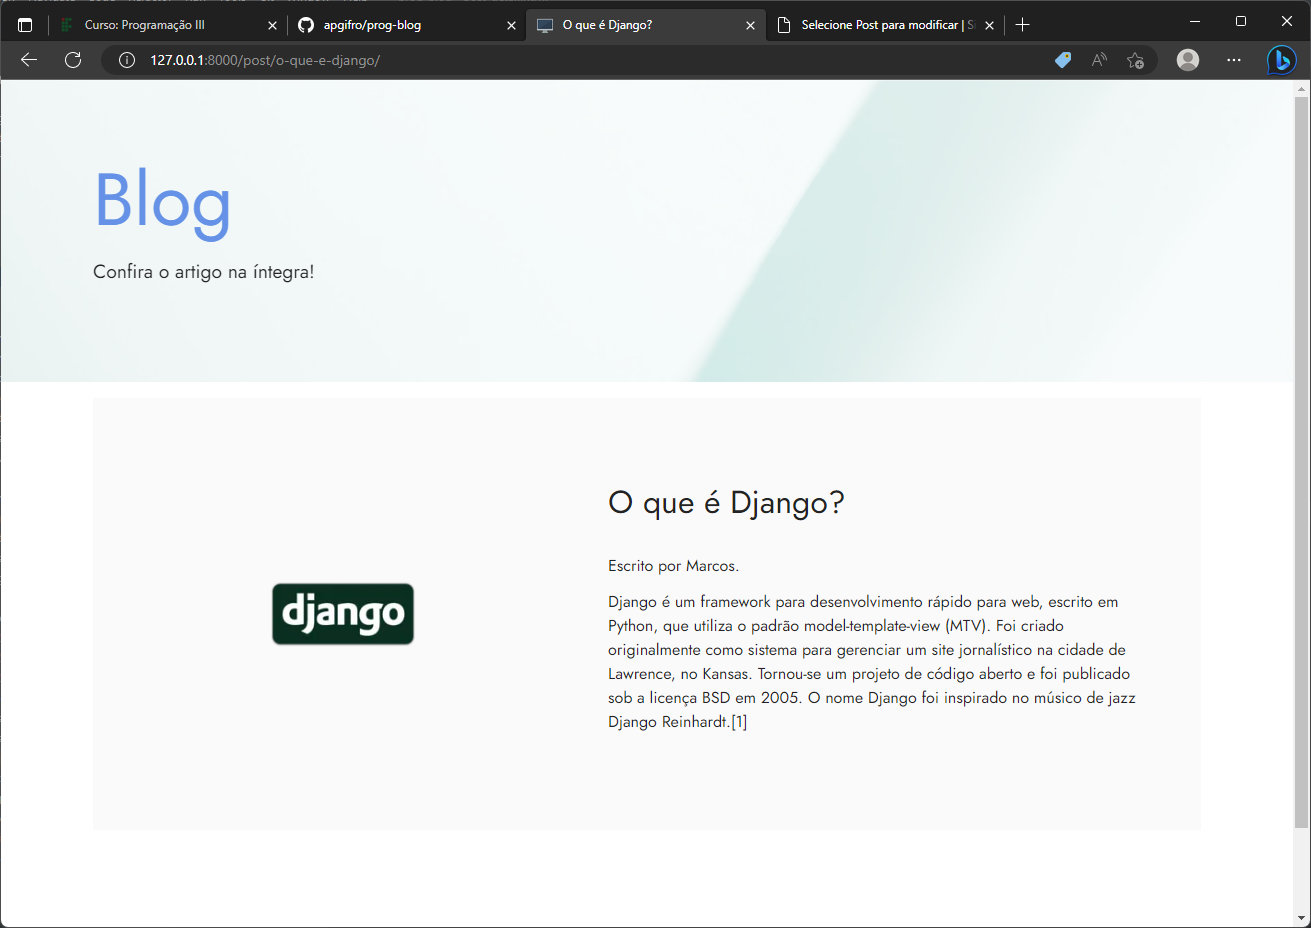 Curso: Programação III
apgifro/prog-blog
O que é Django?
Selecione Post para modificar |
127.0.0.1:8000/post/o-que-e-django/
Blog
Confira o artigo na íntegra!
django
O que é Django?
Escrito por Marcos.
Django é um framework para desenvolvimento rápido para web, escrito em
Python, que utiliza o padrão model-template-view (MTV). Foi criado
originalmente como sistema para gerenciar um site jornalístico na cidade de
Lawrence, no Kansas. Tornou-se um projeto de código aberto e foi publicado
sob a licença BSD em 2005. O nome Django foi inspirado no músico de jazz
Django Reinhardt.[1]